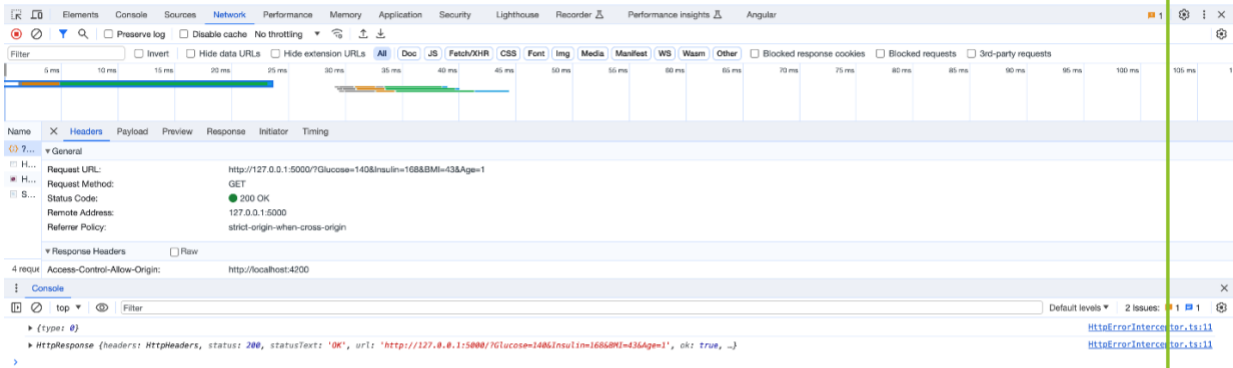 Elements Console Sources Network Performance Memory Application Security Lighthouse Recorder Performance insights Angular 1
Preserve log Disable cache No throttling
Filter Invert Hide data URLs Hide extension URLs All Doc JS Fetch/XHR CSS Font Img Media Manifest WS Wasm Other Blocked response cookies Blocked requests 3rd-party requests
5 ms 10 ms 15 ms 20 ms 25 ms 30 ms 35 ms 40 ms 45 ms 50 ms 55 ms 60 ms 65 ms 70 ms 75 ms 80 ms 85 ms 90 ms 95 ms 100 ms 105 ms 1
Name Headers Payload Preview Response Initiator Timing
?... General
H...
Request URL: http://127.0.0.1:5000/?Glucose=140&Insulin=168&BMI=43&Age=1
H... Request Method: GET
S... Status Code: 200 OK
Remote Address: 127.0.0.1:5000
Referrer Policy: strict-origin-when-cross-origin
Response Headers Raw
4 reque Access-Control-Allow-Origin: http://localhost:4200
Console
top Filter Default levels 2 Issues: 1 1
{type: 0} HttpErrorInterceptor.ts:11
HttpResponse {headers: HttpHeaders, status: 200, statusText: 'OK', url: 'http://127.0.0.1:5000/?Glucose=140&Insulin=168&BMI=43&Age=1', ok: true, …} HttpErrorInterceptor.ts:11